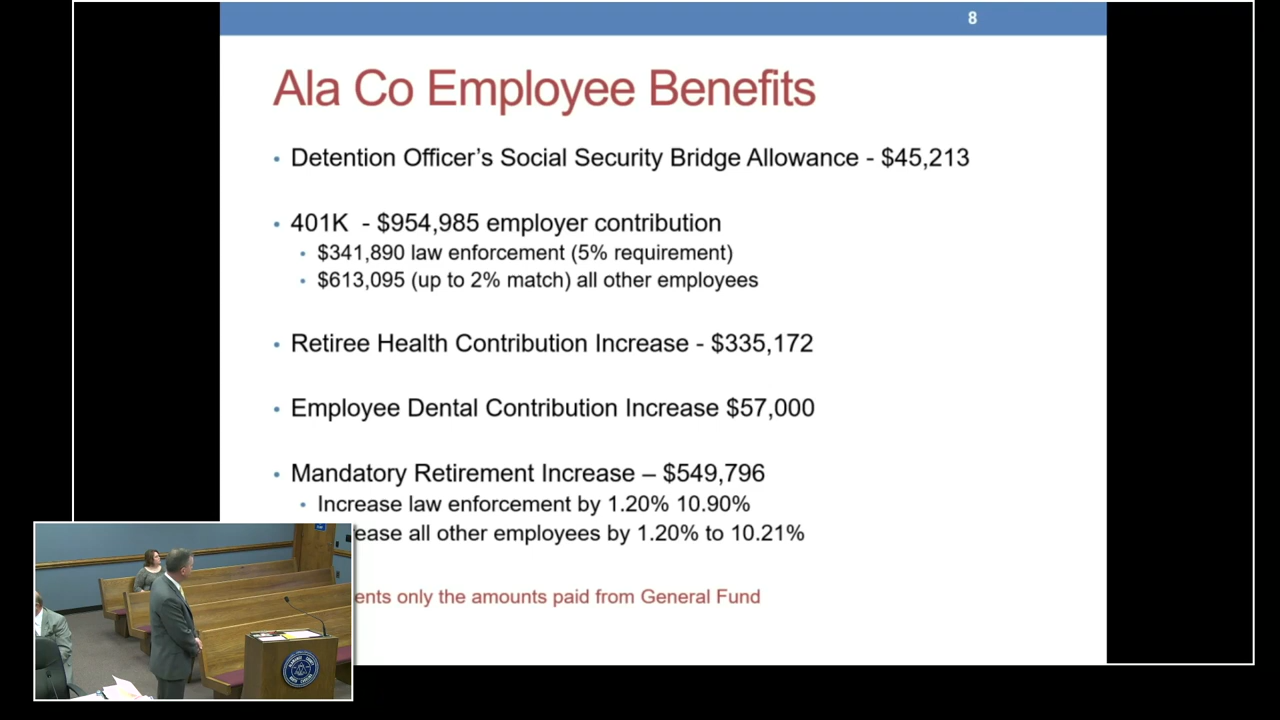 8
Ala Co Employee Benefits
• Detention Officer's Social Security Bridge Allowance - $45,213
• 401K - $954,985 employer contribution
• $341,890 law enforcement (5% requirement)
• $613,095 (up to 2% match) all other employees
• Retiree Health Contribution Increase - $335,172
• Employee Dental Contribution Increase $57,000
• Mandatory Retirement Increase – $549,796
• Increase law enforcement by 1.20% 10.90%
ease all other employees by 1.20% to 10.21%
ents only the amounts paid from General Fund